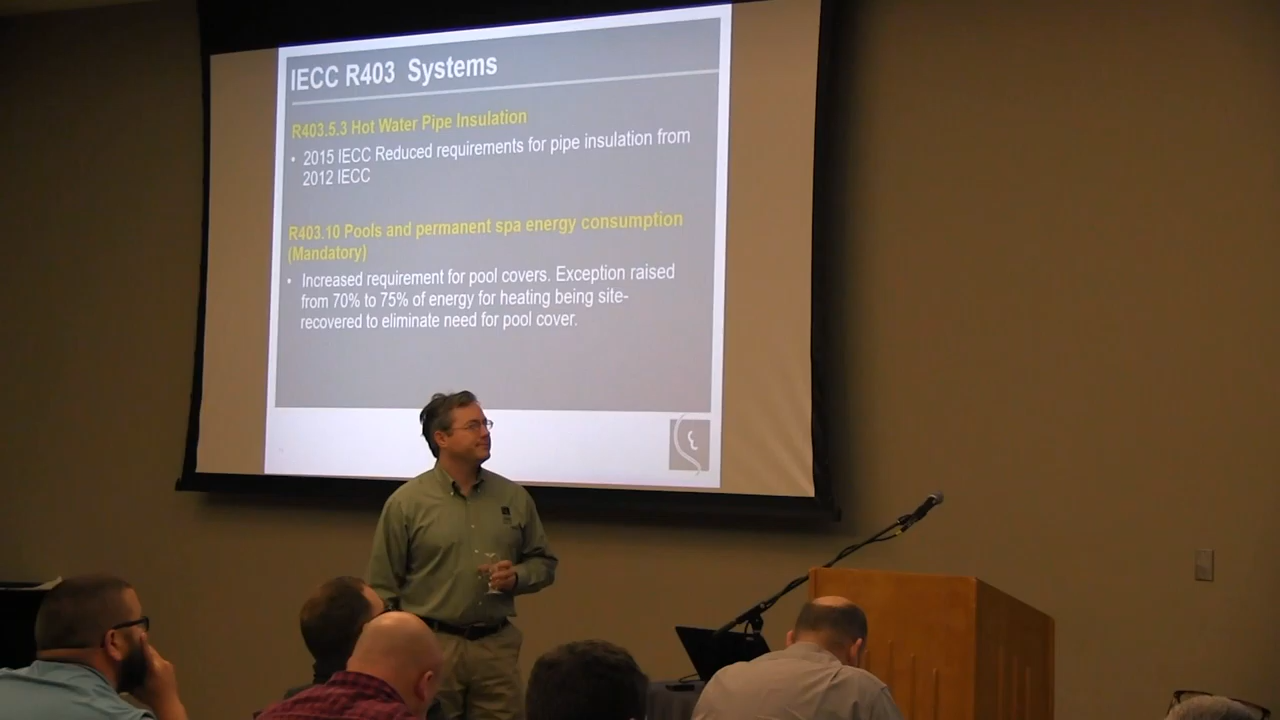 IECC R403 Systems
R403.5.3 Hot Water Pipe Insulation
• 2015 IECC Reduced requirements for pipe insulation from
2012 IECC
R403.10 Pools and permanent spa energy consumption
(Mandatory)
• Increased requirement for pool covers. Exception raised
from 70% to 75% of energy for heating being site-
recovered to eliminate need for pool cover.